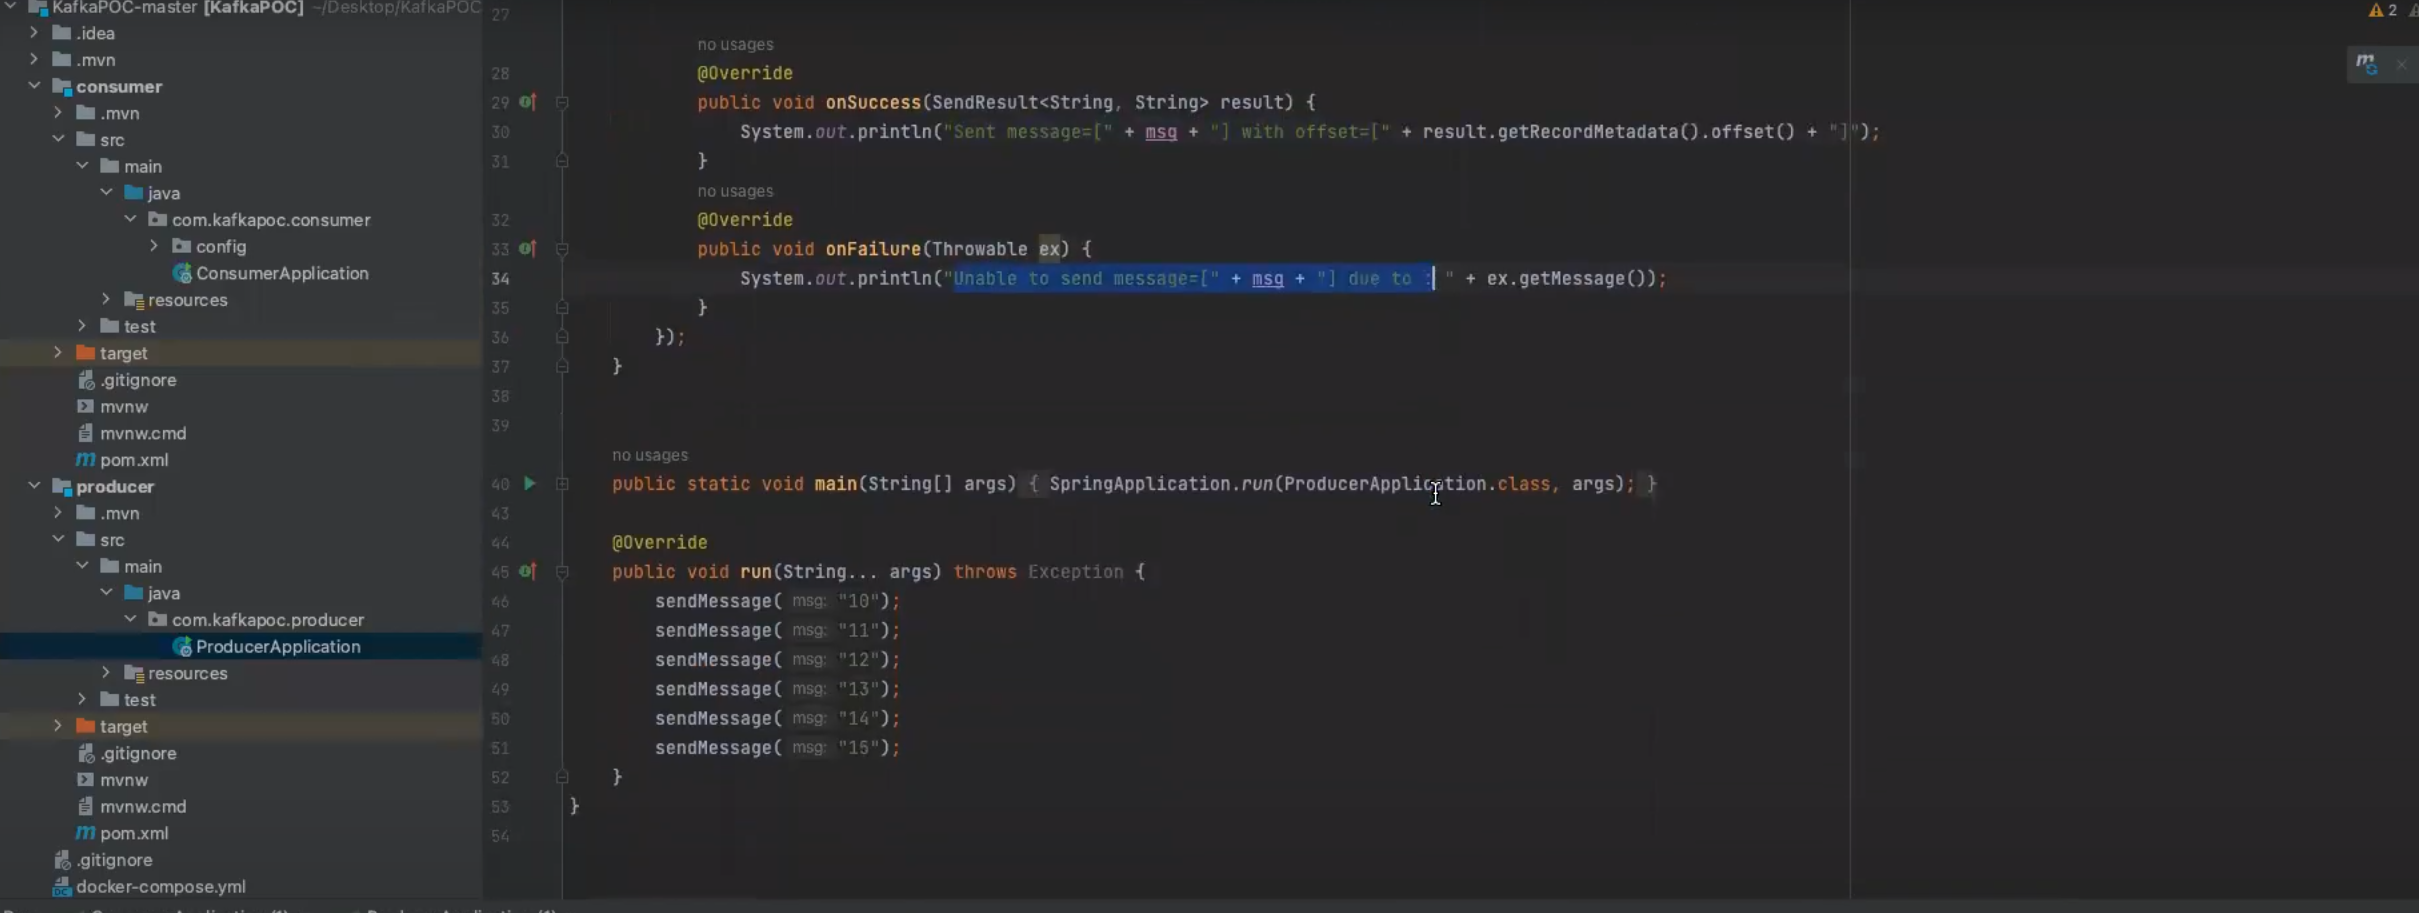 KafkaPOC-master [KafkaPOC] ~/Desktop/KafkaPOC
.idea
.mvn
consumer
.mvn
src
main
java
com.kafkapoc.consumer
config
ConsumerApplication
resources
test
target
.gitignore
mvnw
mvnw.cmd
pom.xml
producer
.mvn
src
main
java
com.kafkapoc.producer
ProducerApplication
resources
test
target
.gitignore
mvnw
mvnw.cmd
pom.xml
.gitignore
docker-compose.yml
27
no usages
28 @Override
29 public void onSuccess(SendResult<String, String> result) {
30 System.out.println("Sent message=[" + msg + "] with offset=[" + result.getRecordMetadata().offset() + "]");
31 }
no usages
32 @Override
33 public void onFailure(Throwable ex) {
34 System.out.println("Unable to send message=[" + msg + "] due to : " + ex.getMessage());
35 }
36 });
37 }
38
39
no usages
40 public static void main(String[] args) { SpringApplication.run(ProducerApplication.class, args); }
43
44 @Override
45 public void run(String... args) throws Exception {
46 sendMessage( msg: "10");
47 sendMessage( msg: "11");
48 sendMessage( msg: "12");
49 sendMessage( msg: "13");
50 sendMessage( msg: "14");
51 sendMessage( msg: "15");
52 }
53 }
54
2
m